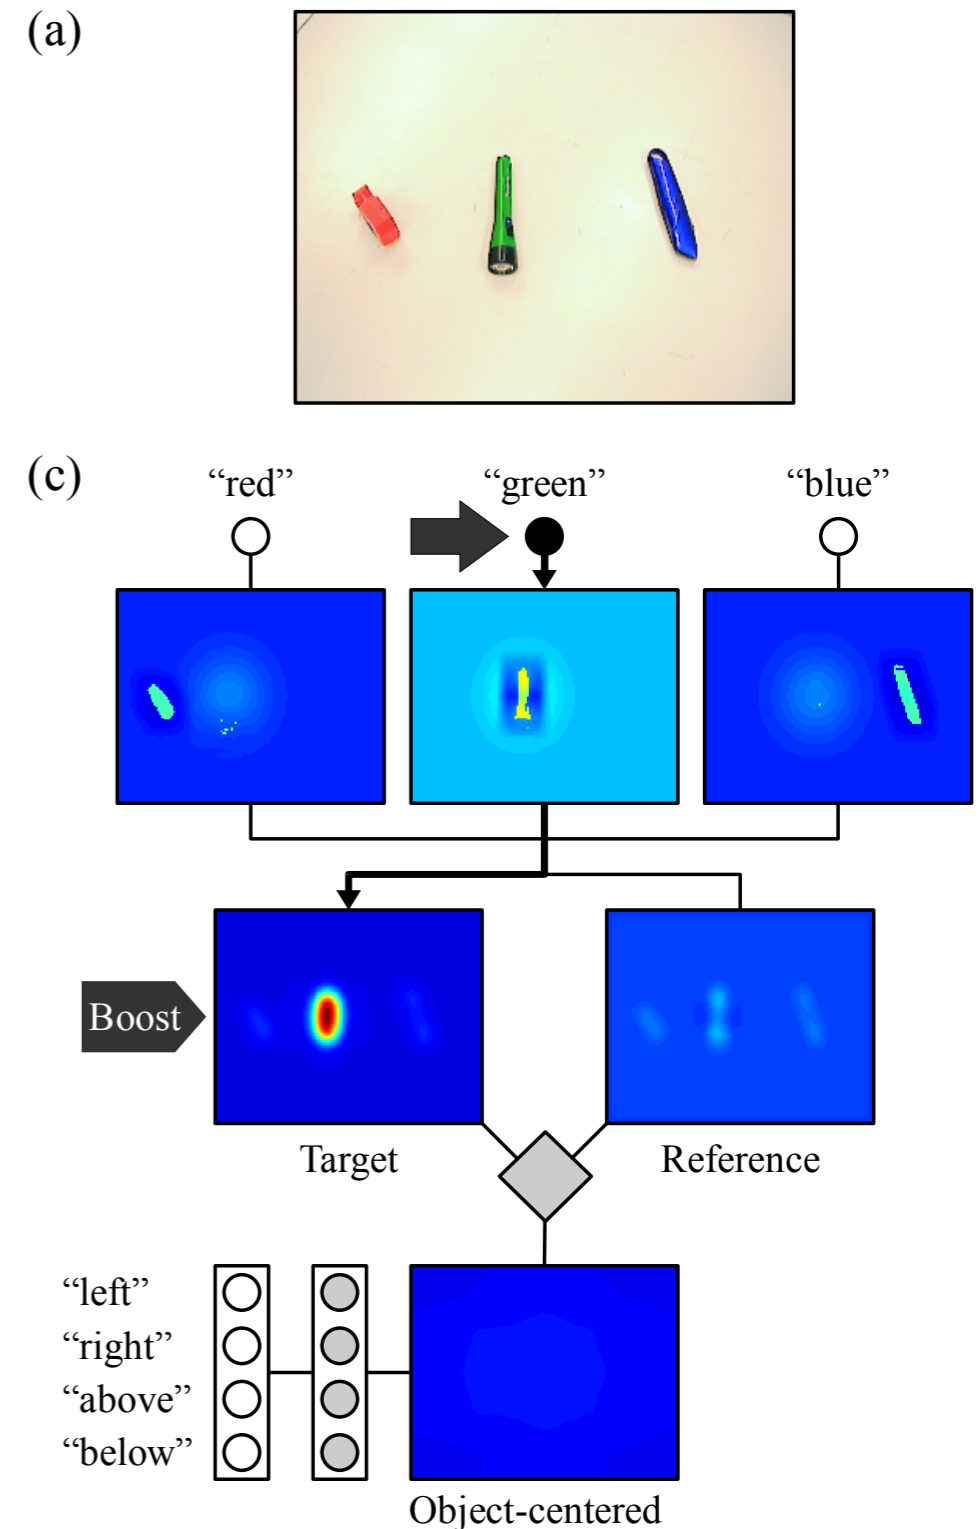 (a)
(c)
“red” “green” “blue”
Boost
Target Reference
“left”
“right”
“above”
“below”
Object-centered